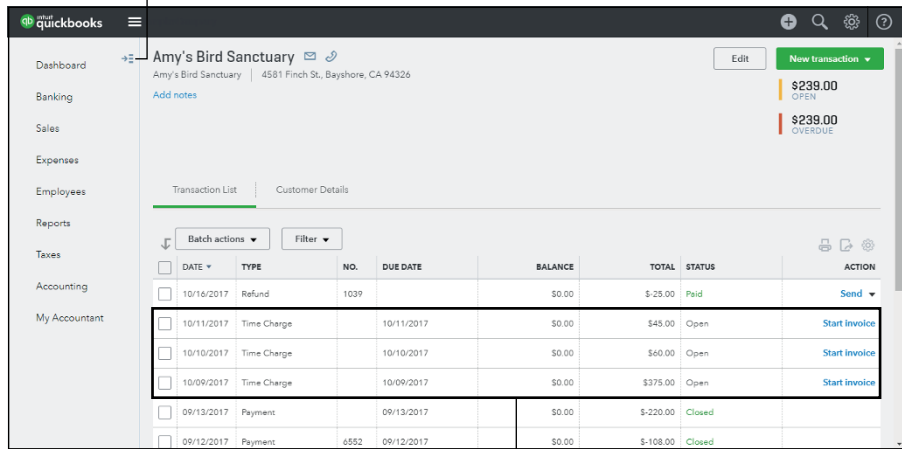 qb intuit quickbooks
Dashboard
Banking
Sales
Expenses
Employees
Reports
Taxes
Accounting
My Accountant
Amy's Bird Sanctuary
Amy's Bird Sanctuary | 4581 Finch St., Bayshore, CA 94326
Add notes
Edit
New transaction
$239.00
OPEN
$239.00
OVERDUE
Transaction List Customer Details
Batch actions Filter
DATE TYPE NO. DUE DATE BALANCE TOTAL STATUS ACTION
10/16/2017 Refund 1039 $0.00 $-25.00 Paid Send
10/11/2017 Time Charge 10/11/2017 $0.00 $45.00 Open Start invoice
10/10/2017 Time Charge 10/10/2017 $0.00 $60.00 Open Start invoice
10/09/2017 Time Charge 10/09/2017 $0.00 $375.00 Open Start invoice
09/13/2017 Payment 09/13/2017 $0.00 $-220.00 Closed
09/12/2017 Payment 6552 09/12/2017 $0.00 $-108.00 Closed